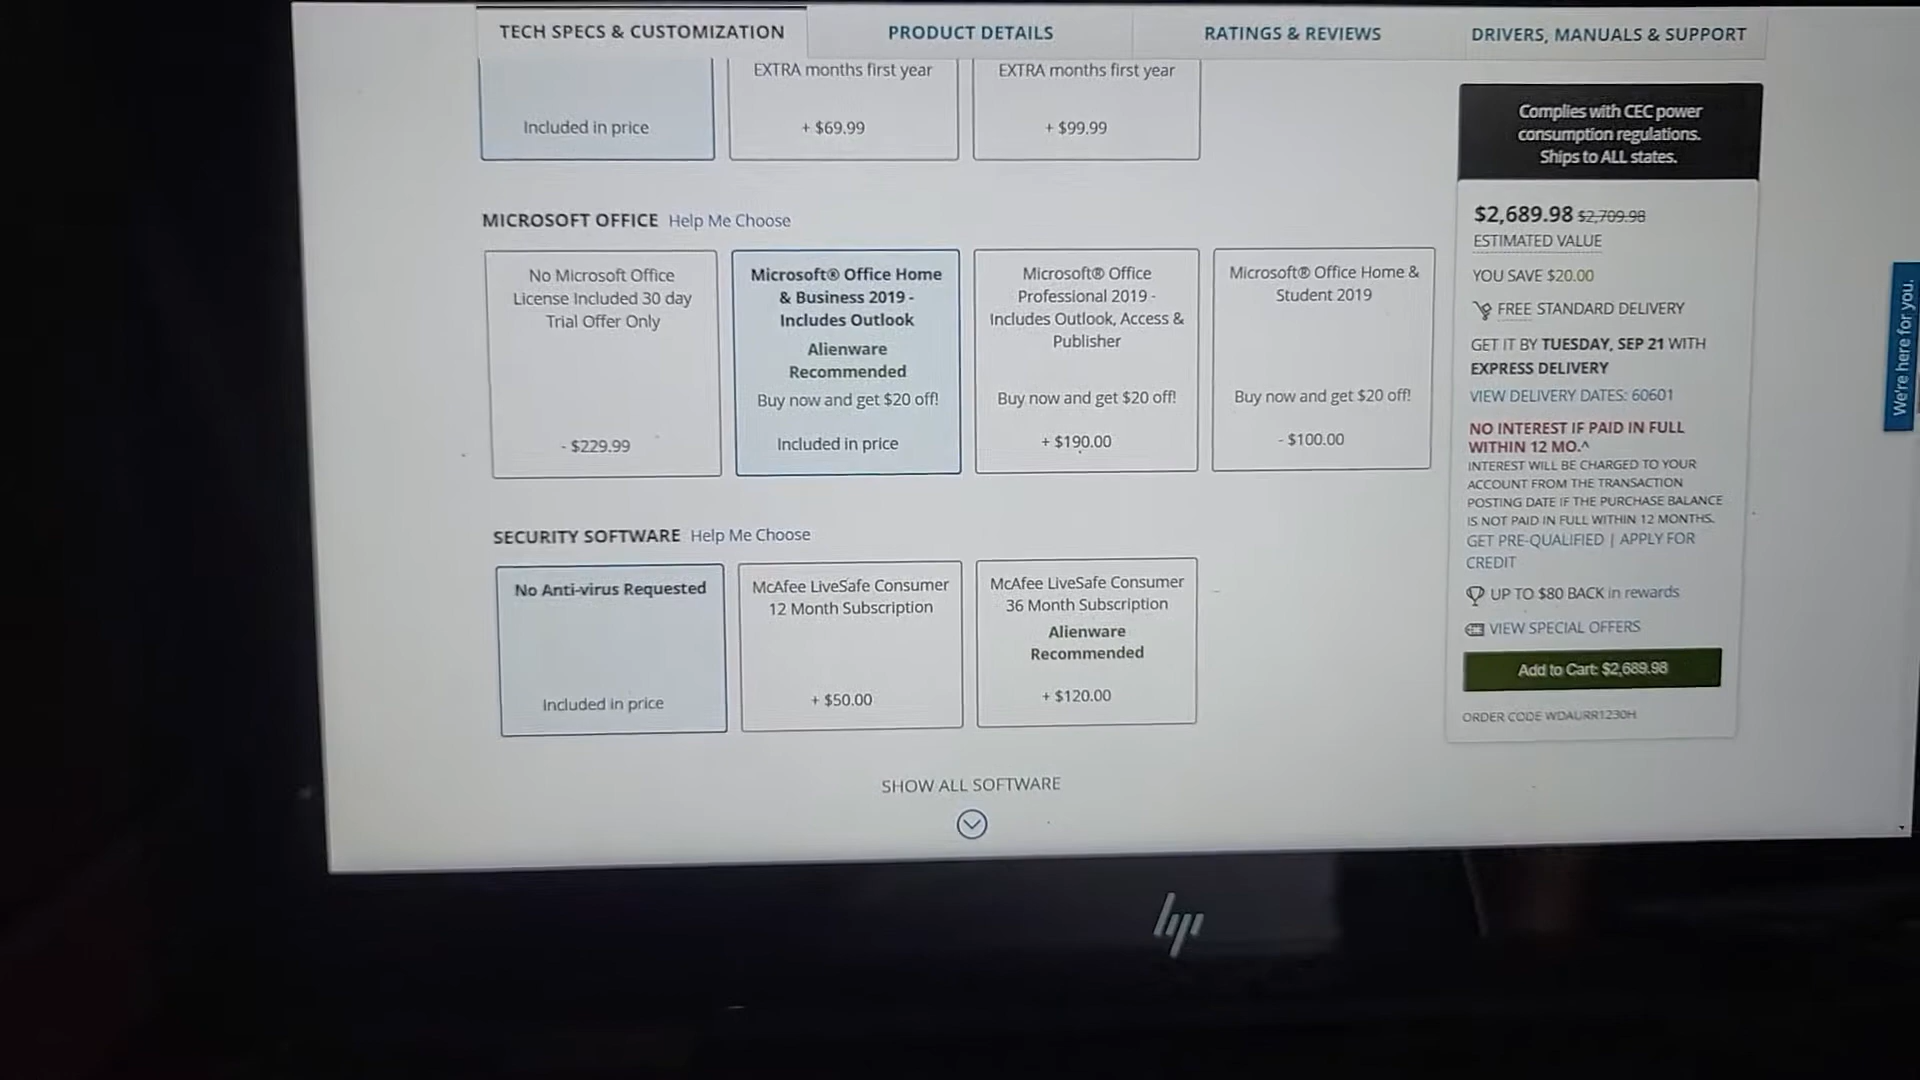 TECH SPECS & CUSTOMIZATION
PRODUCT DETAILS
RATINGS & REVIEWS
DRIVERS, MANUALS & SUPPORT
Included in price
EXTRA months first year
+ $69.99
EXTRA months first year
+ $99.99
MICROSOFT OFFICE Help Me Choose
No Microsoft Office
License Included 30 day
Trial Offer Only
- $229.99
Microsoft® Office Home
& Business 2019 -
Includes Outlook
Alienware
Recommended
Buy now and get $20 off!
Included in price
Microsoft® Office
Professional 2019 -
Includes Outlook, Access &
Publisher
Buy now and get $20 off!
+ $190.00
Microsoft® Office Home &
Student 2019
Buy now and get $20 off!
- $100.00
SECURITY SOFTWARE Help Me Choose
No Anti-virus Requested
Included in price
McAfee LiveSafe Consumer
12 Month Subscription
+ $50.00
McAfee LiveSafe Consumer
36 Month Subscription
Alienware
Recommended
+ $120.00
SHOW ALL SOFTWARE
Complies with CEC power
consumption regulations.
Ships to ALL states.
$2,689.98 $2,709.98
ESTIMATED VALUE
YOU SAVE $20.00
FREE STANDARD DELIVERY
GET IT BY TUESDAY, SEP 21 WITH
EXPRESS DELIVERY
VIEW DELIVERY DATES: 60601
NO INTEREST IF PAID IN FULL
WITHIN 12 MO.^
INTEREST WILL BE CHARGED TO YOUR
ACCOUNT FROM THE TRANSACTION
POSTING DATE IF THE PURCHASE BALANCE
IS NOT PAID IN FULL WITHIN 12 MONTHS.
GET PRE-QUALIFIED | APPLY FOR
CREDIT
UP TO $80 BACK in rewards
VIEW SPECIAL OFFERS
Add to Cart: $2,689.98
ORDER CODE WDAURR1230H
We're here for you.
hp